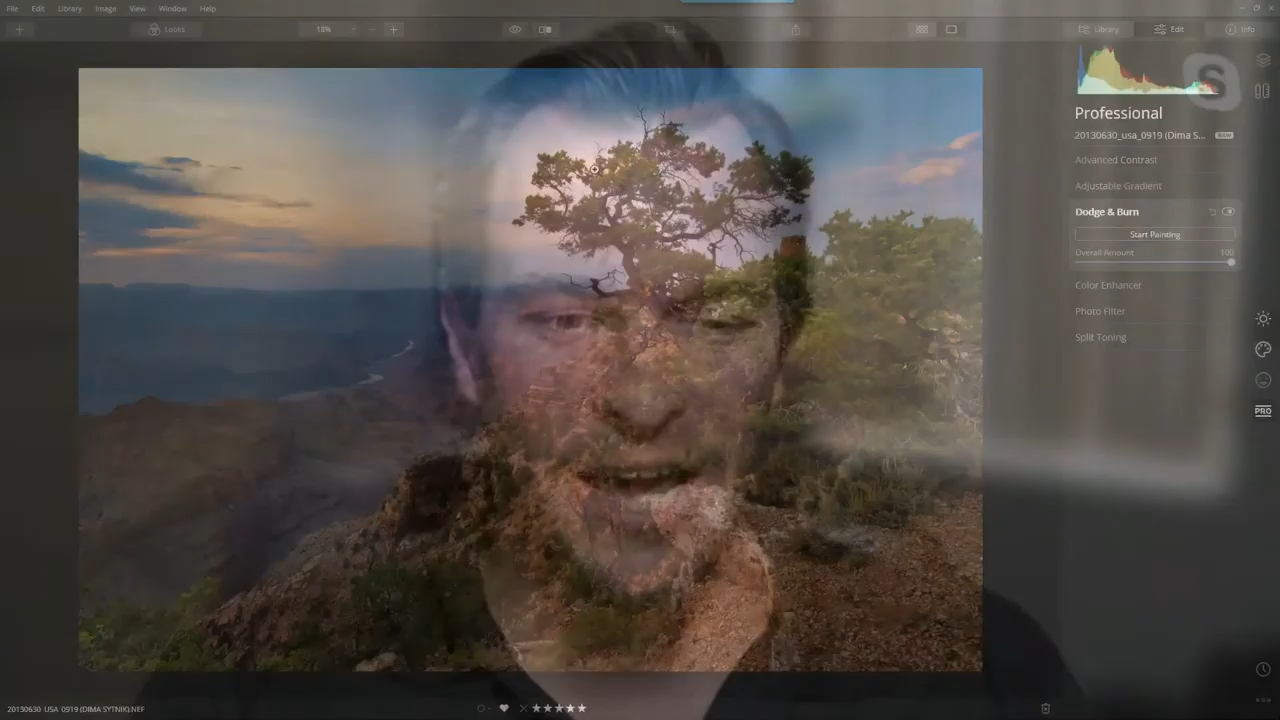 File Edit Library Image View Window Help
Looks 18% Library Edit Info
Professional
20130630_usa_0919 (Dima S... RAW
Advanced Contrast
Adjustable Gradient
Dodge & Burn
Start Painting
Overall Amount 100
Color Enhancer
Photo Filter
Split Toning
PRO
20130630_USA_0919 (DIMA SYTNIK).NEF